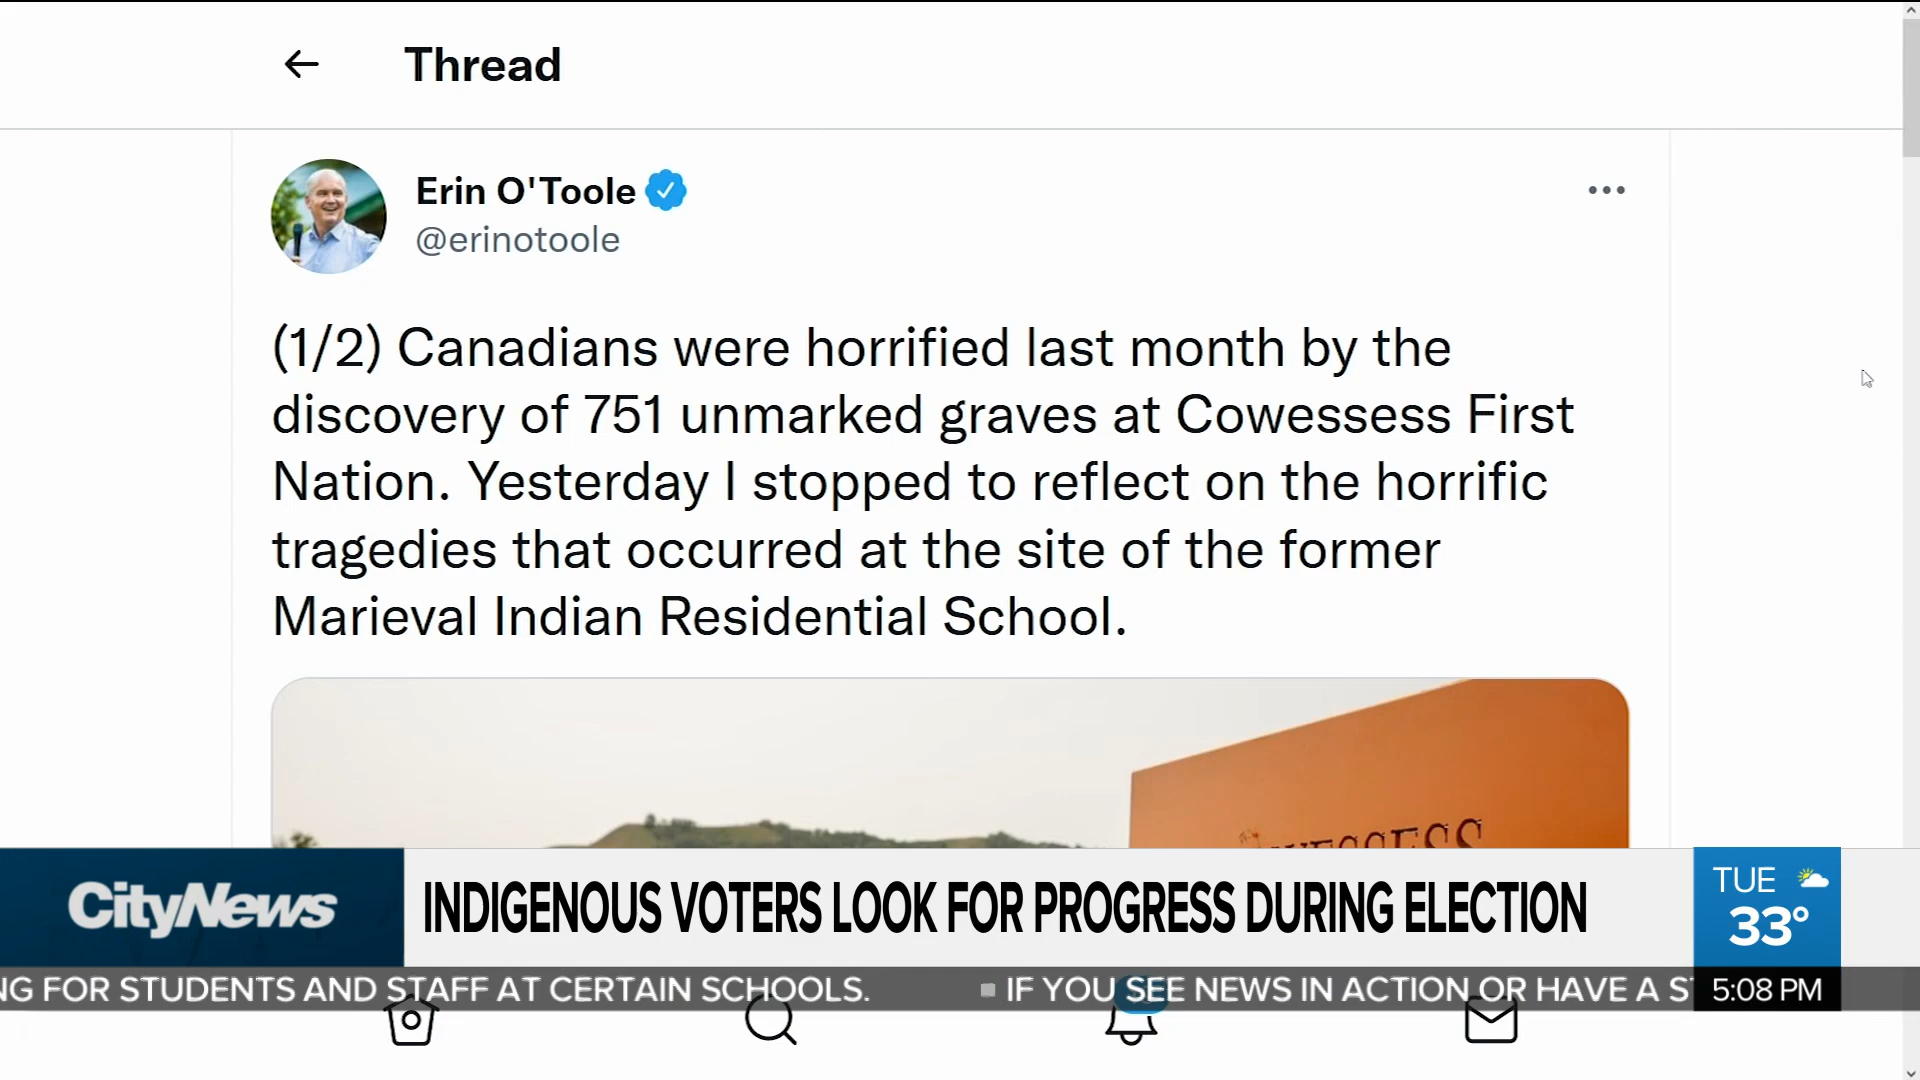 Thread
Erin O'Toole
@erinotoole
(1/2) Canadians were horrified last month by the
discovery of 751 unmarked graves at Cowessess First
Nation. Yesterday I stopped to reflect on the horrific
tragedies that occurred at the site of the former
Marieval Indian Residential School.
CityNews
INDIGENOUS VOTERS LOOK FOR PROGRESS DURING ELECTION
TUE
33°
NG FOR STUDENTS AND STAFF AT CERTAIN SCHOOLS. ■ IF YOU SEE NEWS IN ACTION OR HAVE A ST
5:08 PM